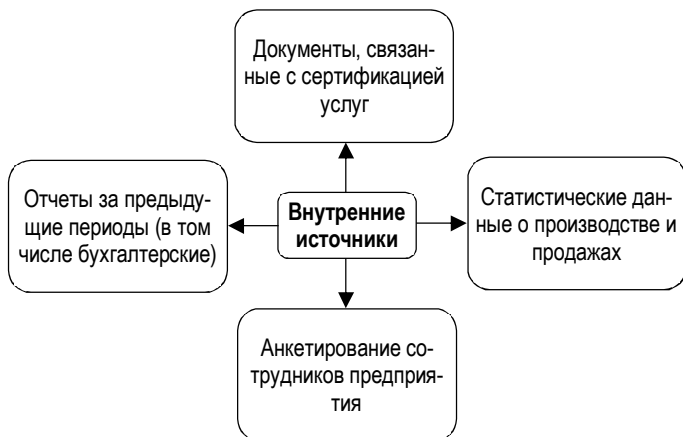 Документы, связан-
ные с сертификацией
услуг
Отчеты за предыду-
щие периоды (в том
числе бухгалтерские)
Внутренние
источники
Статистические дан-
ные о производстве и
продажах
Анкетирование со-
трудников предприя-
тия